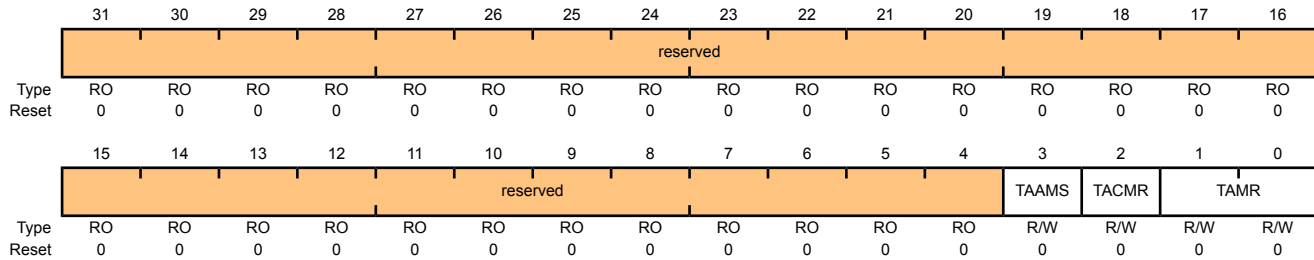 31 30 29 28 27 26 25 24 23 22 21 20 19 18 17 16
reserved
Type RO RO RO RO RO RO RO RO RO RO RO RO RO RO RO RO
Reset 0 0 0 0 0 0 0 0 0 0 0 0 0 0 0 0
15 14 13 12 11 10 9 8 7 6 5 4 3 2 1 0
reserved TAAMS TACMR TAMR
Type RO RO RO RO RO RO RO RO RO RO RO RO R/W R/W R/W R/W
Reset 0 0 0 0 0 0 0 0 0 0 0 0 0 0 0 0